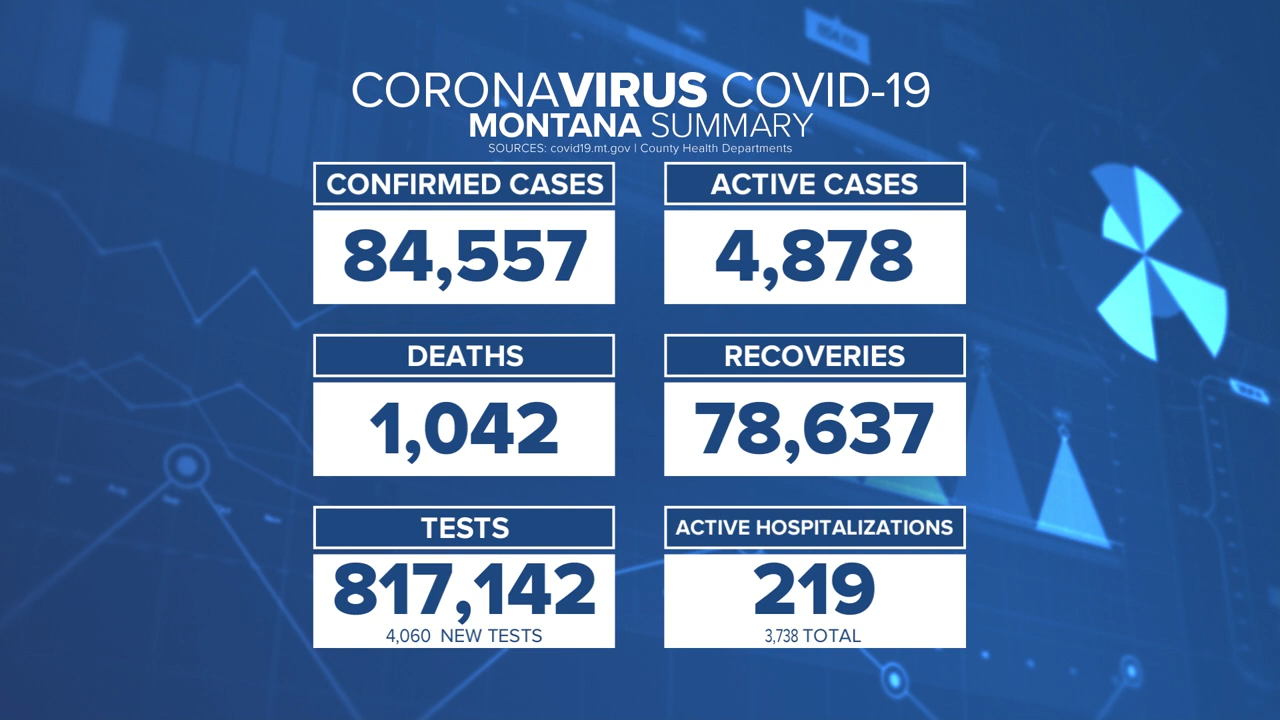 CORONAVIRUS COVID-19
MONTANA SUMMARY
SOURCES: covid19.mt.gov | County Health Departments
CONFIRMED CASES
84,557
ACTIVE CASES
4,878
DEATHS
1,042
RECOVERIES
78,637
TESTS
817,142
4,060 NEW TESTS
ACTIVE HOSPITALIZATIONS
219
3,738 TOTAL